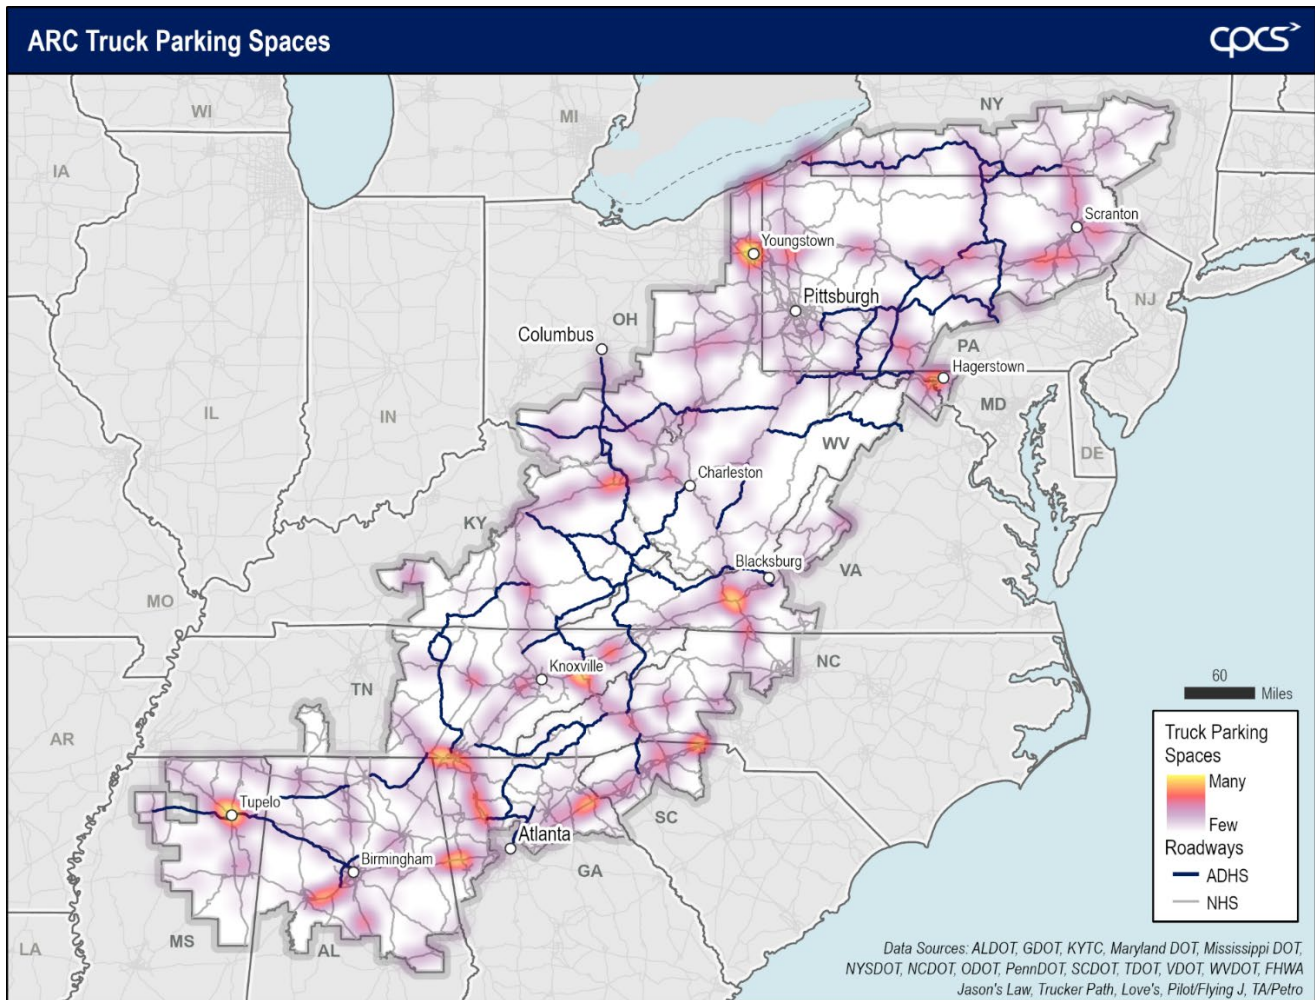 ARC Truck Parking Spaces
cpcs
WI
MI
NY
IA
Scranton
Youngstown
NJ
Pittsburgh
OH
Columbus
PA
Hagerstown
IL
IN
MD
DE
WV
Charleston
KY
Blacksburg
VA
MO
NC
Knoxville
TN
60
Miles
AR
Truck Parking
Spaces
Many
Few
Roadways
ADHS
NHS
Tupelo
SC
Atlanta
Birmingham
GA
MS
AL
LA
Data Sources: ALDOT, GDOT, KYTC, Maryland DOT, Mississippi DOT,
NYSDOT, NCDOT, ODOT, PennDOT, SCDOT, TDOT, VDOT, WVDOT, FHWA
Jason's Law, Trucker Path, Love's, Pilot/Flying J, TA/Petro